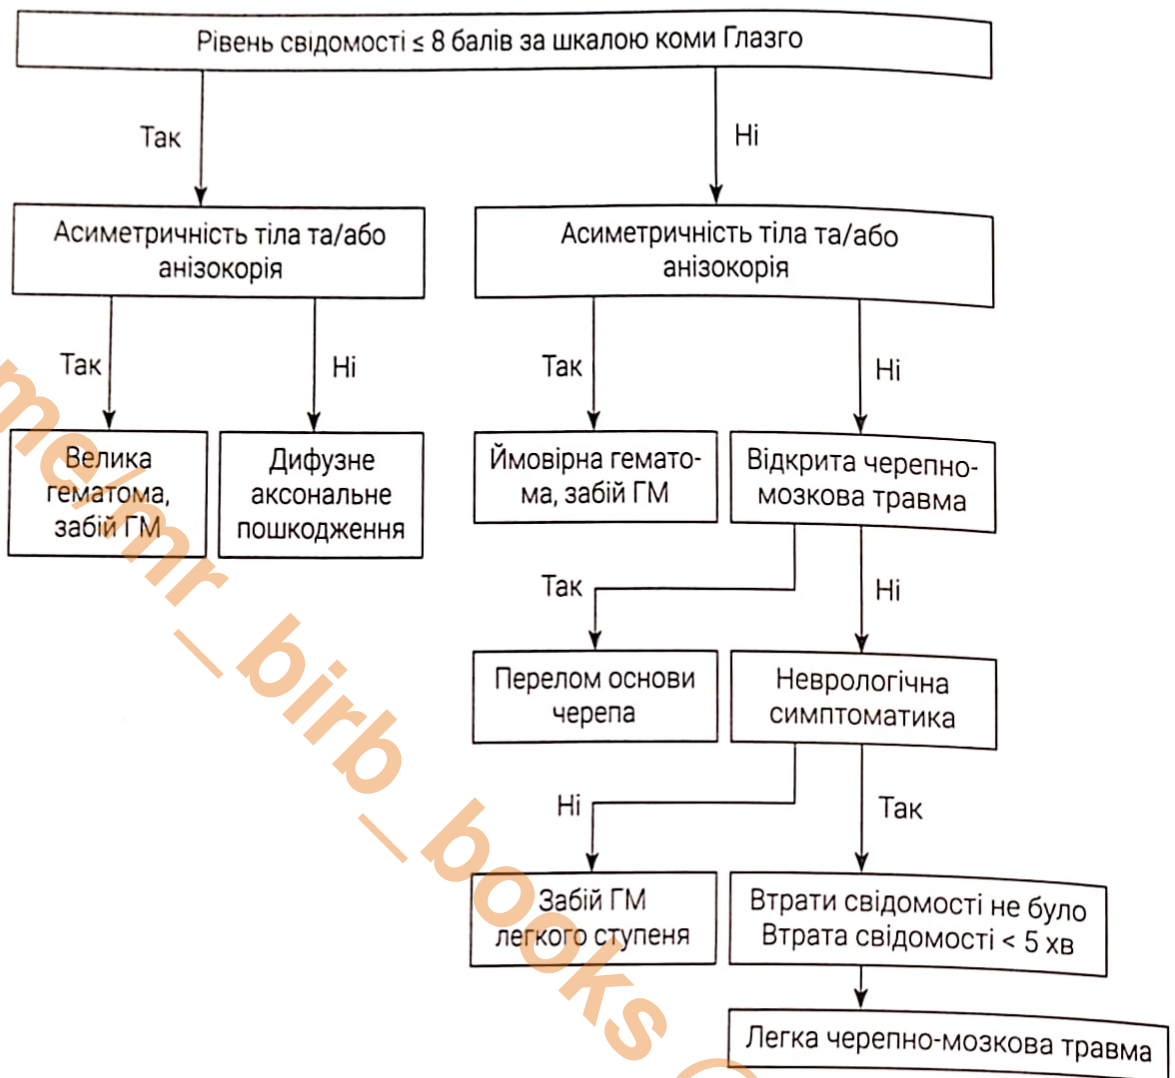 Рівень свідомості ≤ 8 балів за шкалою коми Глазго
Так
Ні
Асиметричність тіла та/або
анізокорія
Асиметричність тіла та/або
анізокорія
Так
Ні
Так
Ні
Велика
гематома,
забій ГМ
Дифузне
аксональне
пошкодження
Ймовірна гемато-
ма, забій ГМ
Відкрита черепно-
мозкова травма
Так
Ні
Перелом основи
черепа
Неврологічна
симптоматика
Ні
Так
Забій ГМ
легкого ступеня
Втрати свідомості не було
Втрата свідомості < 5 хв
Легка черепно-мозкова травма
me/mr_birb_books